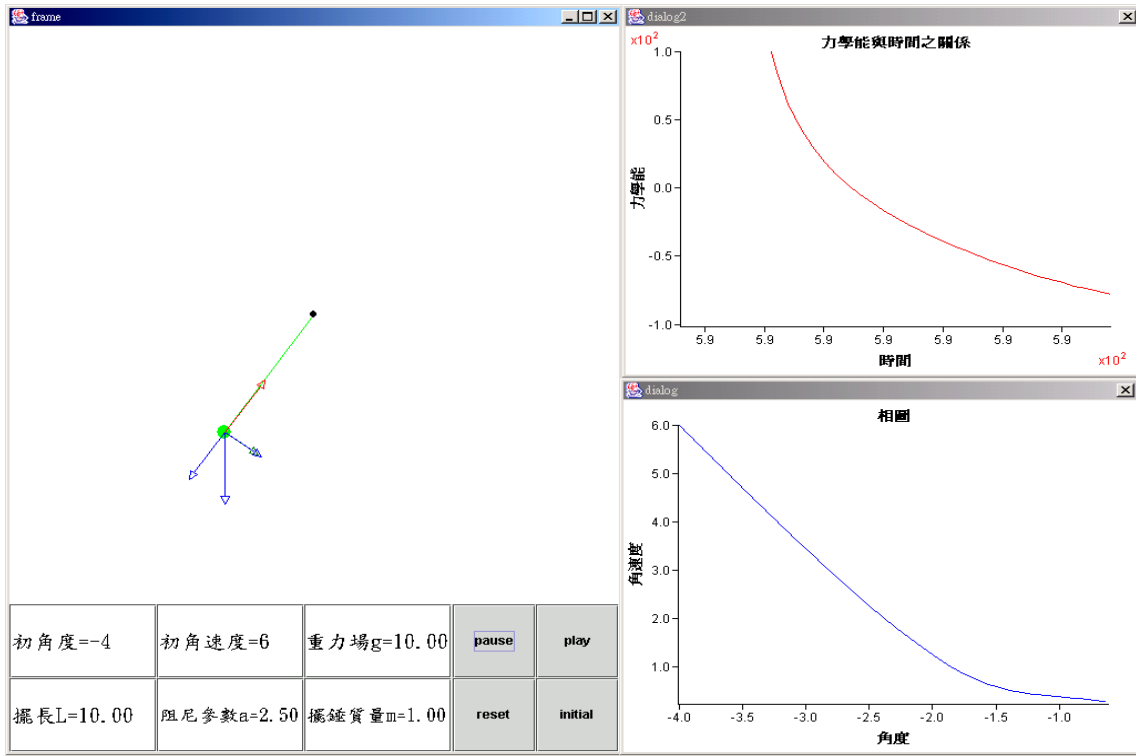 frame
初角度=-4
初角速度=6
重力場g=10.00
pause
play
擺長L=10.00
阻尼參數a=2.50
擺錘質量m=1.00
reset
initial
dialog2
力學能與時間之關係
x10²
1.0
0.5
0.0
-0.5
-1.0
力學能
5.9 5.9 5.9 5.9 5.9 5.9 5.9
時間
x10²
dialog
相圖
6.0
5.0
4.0
3.0
2.0
1.0
角速度
-4.0 -3.5 -3.0 -2.5 -2.0 -1.5 -1.0
角度